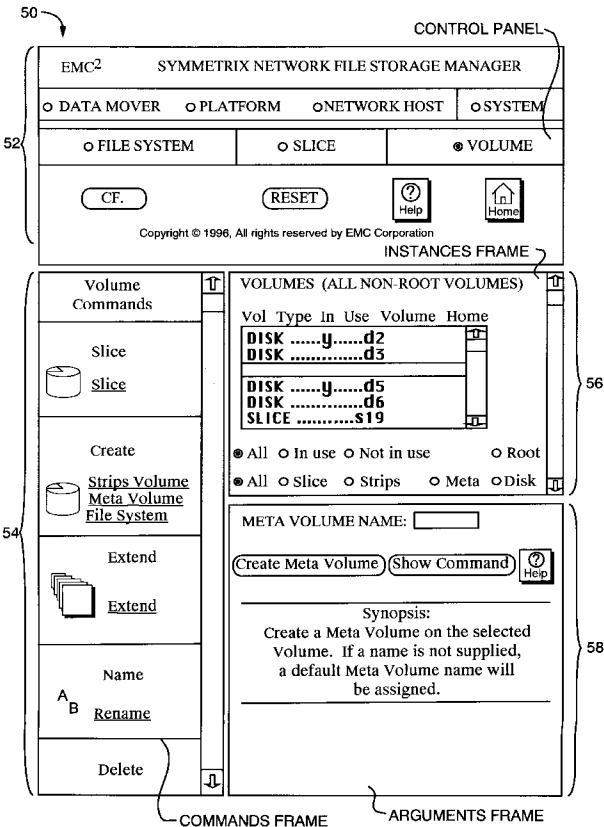 50
CONTROL PANEL
EMC² SYMMETRIX NETWORK FILE STORAGE MANAGER
DATA MOVER PLATFORM NETWORK HOST SYSTEM
52
FILE SYSTEM SLICE VOLUME
CF. RESET Help Home
Copyright © 1996, All rights reserved by EMC Corporation
INSTANCES FRAME
Volume
Commands
Slice
Slice
Create
Strips Volume
Meta Volume
File System
54
Extend
Extend
Name
A
B
Rename
Delete
COMMANDS FRAME
VOLUMES (ALL NON-ROOT VOLUMES)
Vol Type In Use Volume Home
DISK ......y......d2
DISK ............d3
DISK ......y......d5
DISK ............d6
SLICE ...........s19
56
All In use Not in use Root
All Slice Strips Meta Disk
META VOLUME NAME:
Create Meta Volume Show Command ? Help
Synopsis:
Create a Meta Volume on the selected
Volume. If a name is not supplied,
a default Meta Volume name will
be assigned.
58
ARGUMENTS FRAME